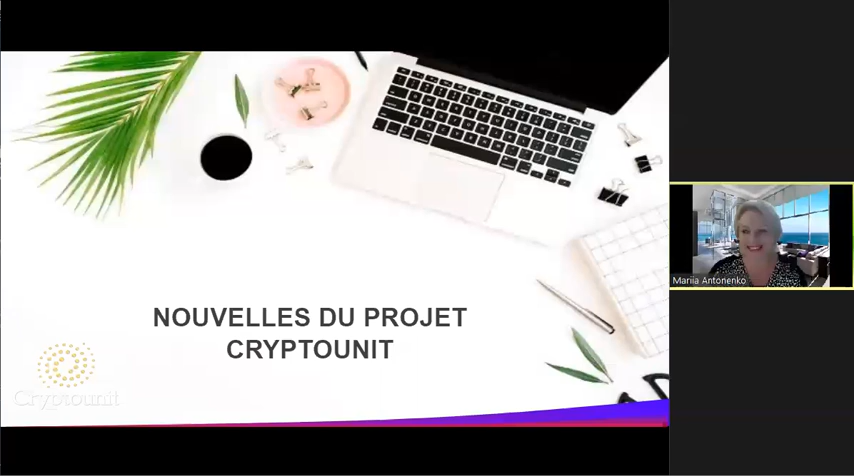 NOUVELLES DU PROJET
CRYPTOUNIT
Cryptounit
Mariia Antonenko